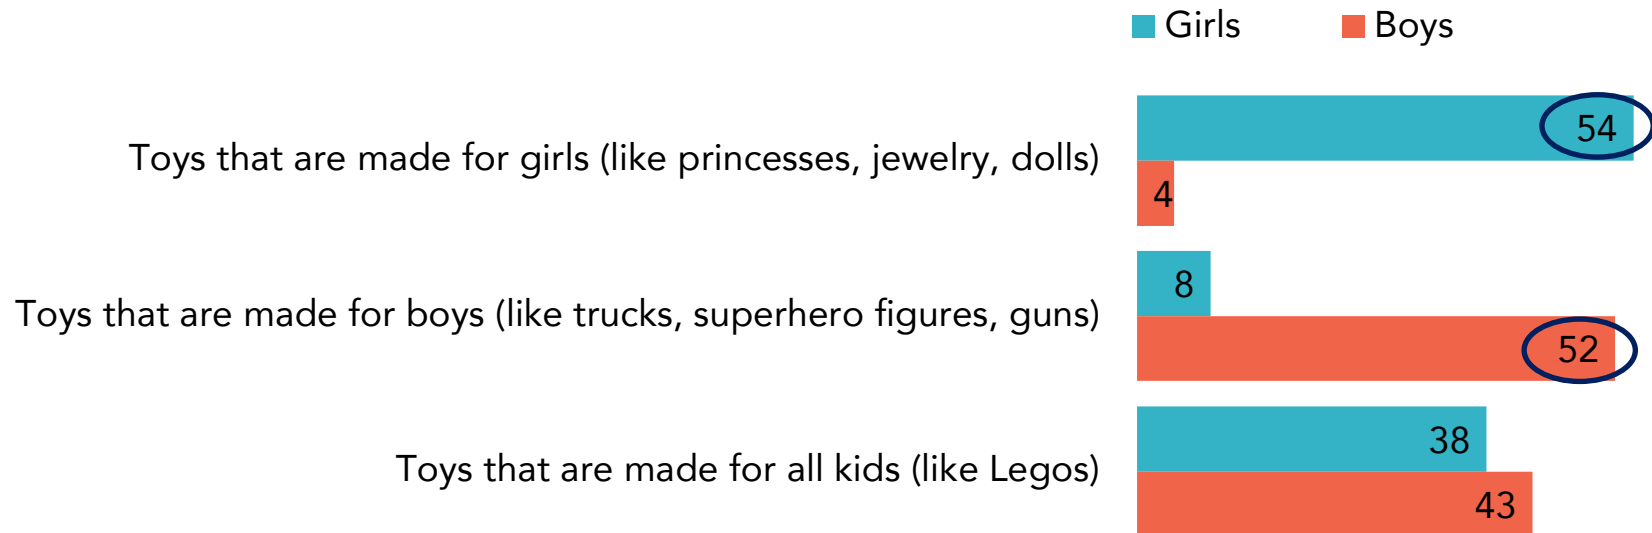 Girls Boys
Toys that are made for girls (like princesses, jewelry, dolls)
54
4
Toys that are made for boys (like trucks, superhero figures, guns)
8
52
Toys that are made for all kids (like Legos)
38
43